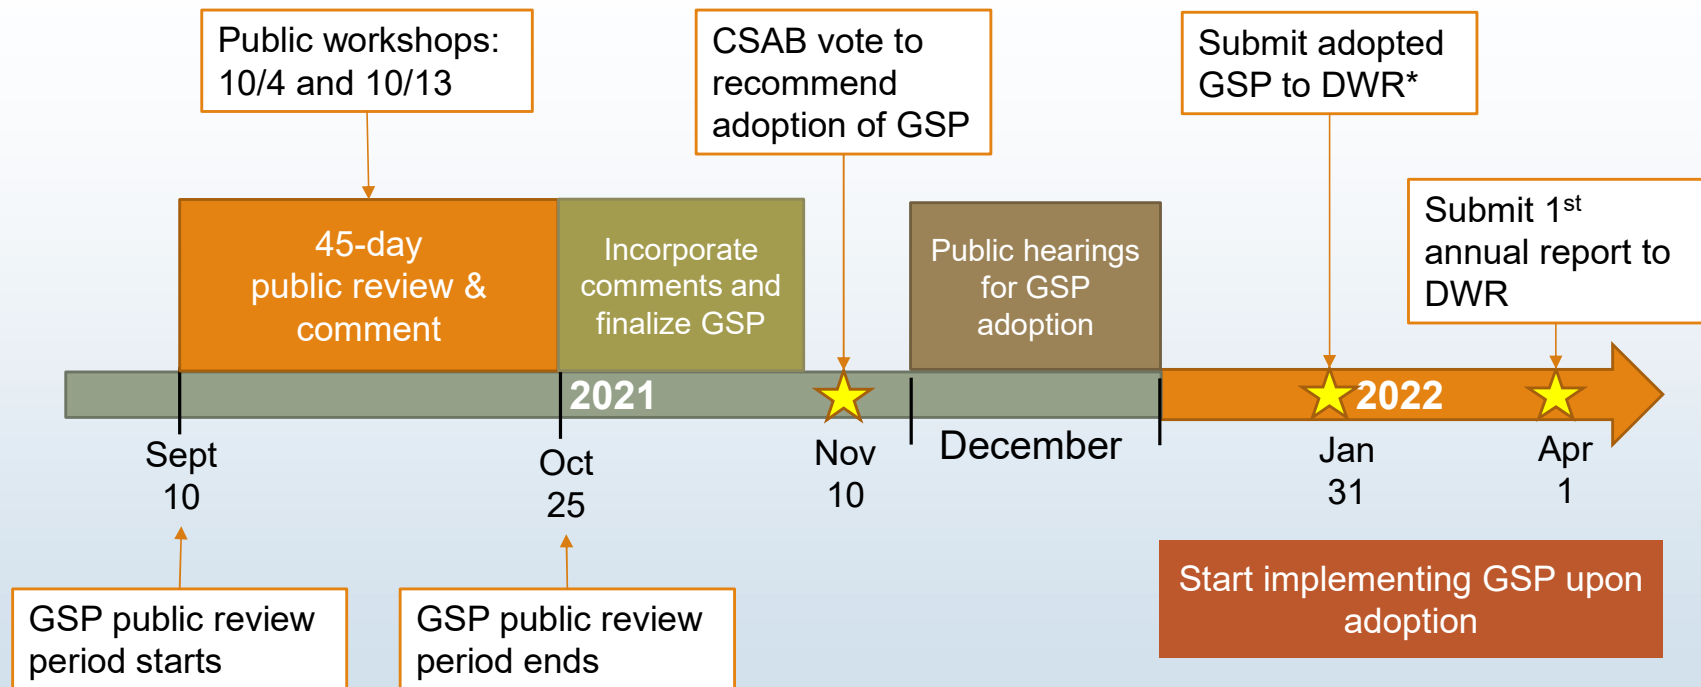 Public workshops:
10/4 and 10/13
CSAB vote to
recommend
adoption of GSP
Submit adopted
GSP to DWR*
Submit 1st
annual report to
DWR
45-day
public review &
comment
Incorporate
comments and
finalize GSP
Public hearings
for GSP
adoption
2021
2022
Sept
10
Oct
25
Nov
10
December
Jan
31
Apr
1
GSP public review
period starts
GSP public review
period ends
Start implementing GSP upon
adoption